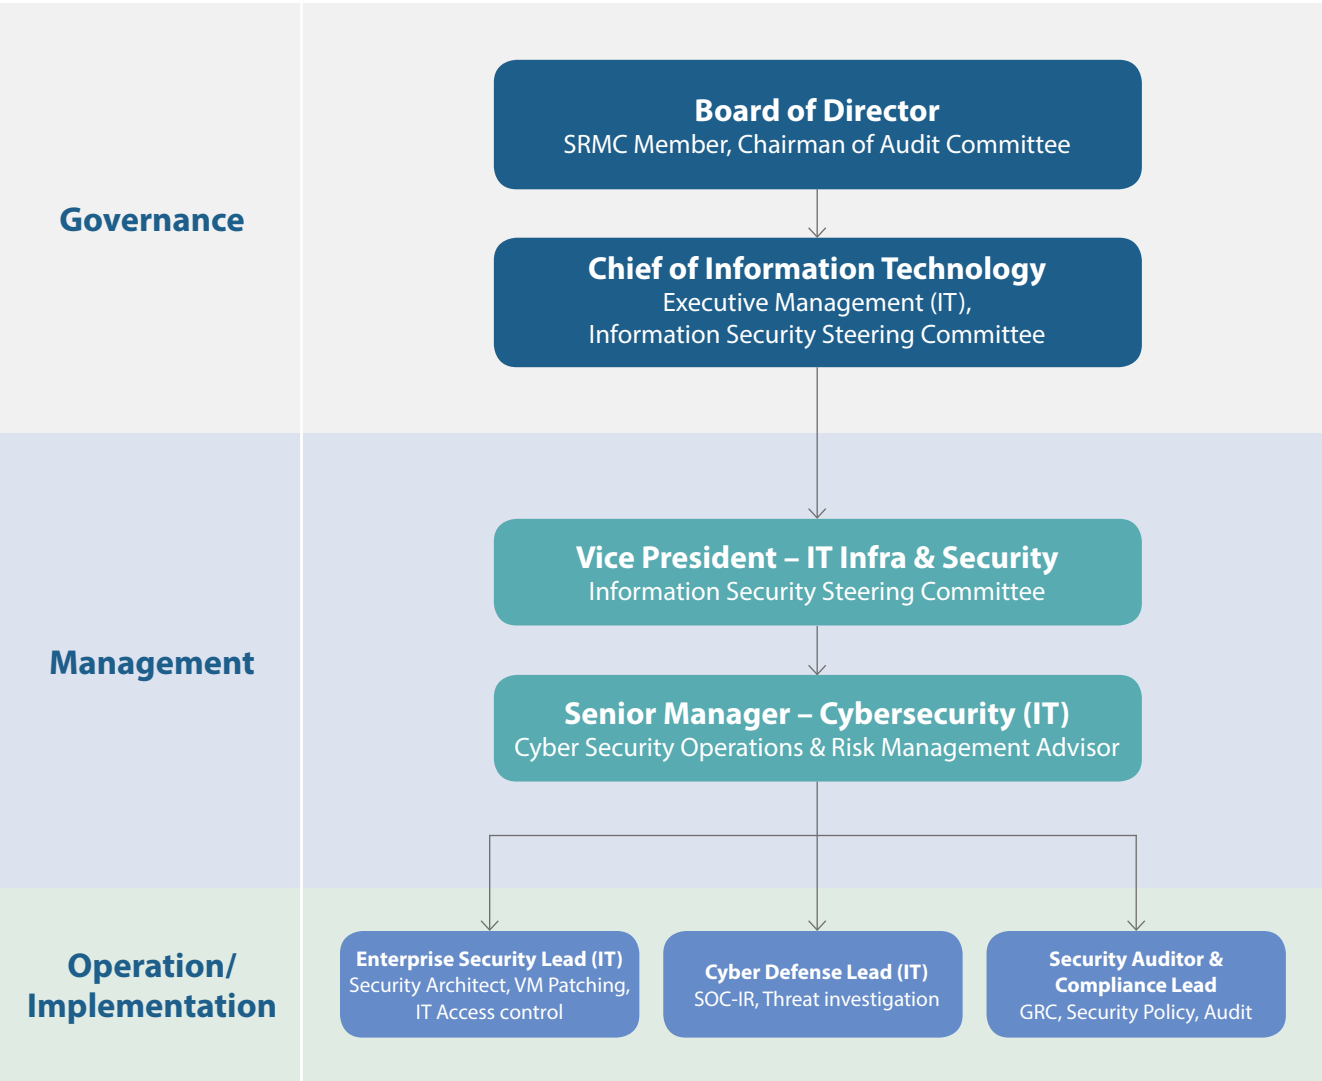 Governance
Board of Director
SRMC Member, Chairman of Audit Committee
Chief of Information Technology
Executive Management (IT),
Information Security Steering Committee
Management
Vice President – IT Infra & Security
Information Security Steering Committee
Senior Manager – Cybersecurity (IT)
Cyber Security Operations & Risk Management Advisor
Operation/
Implementation
Enterprise Security Lead (IT)
Security Architect, VM Patching,
IT Access control
Cyber Defense Lead (IT)
SOC-IR, Threat investigation
Security Auditor &
Compliance Lead
GRC, Security Policy, Audit